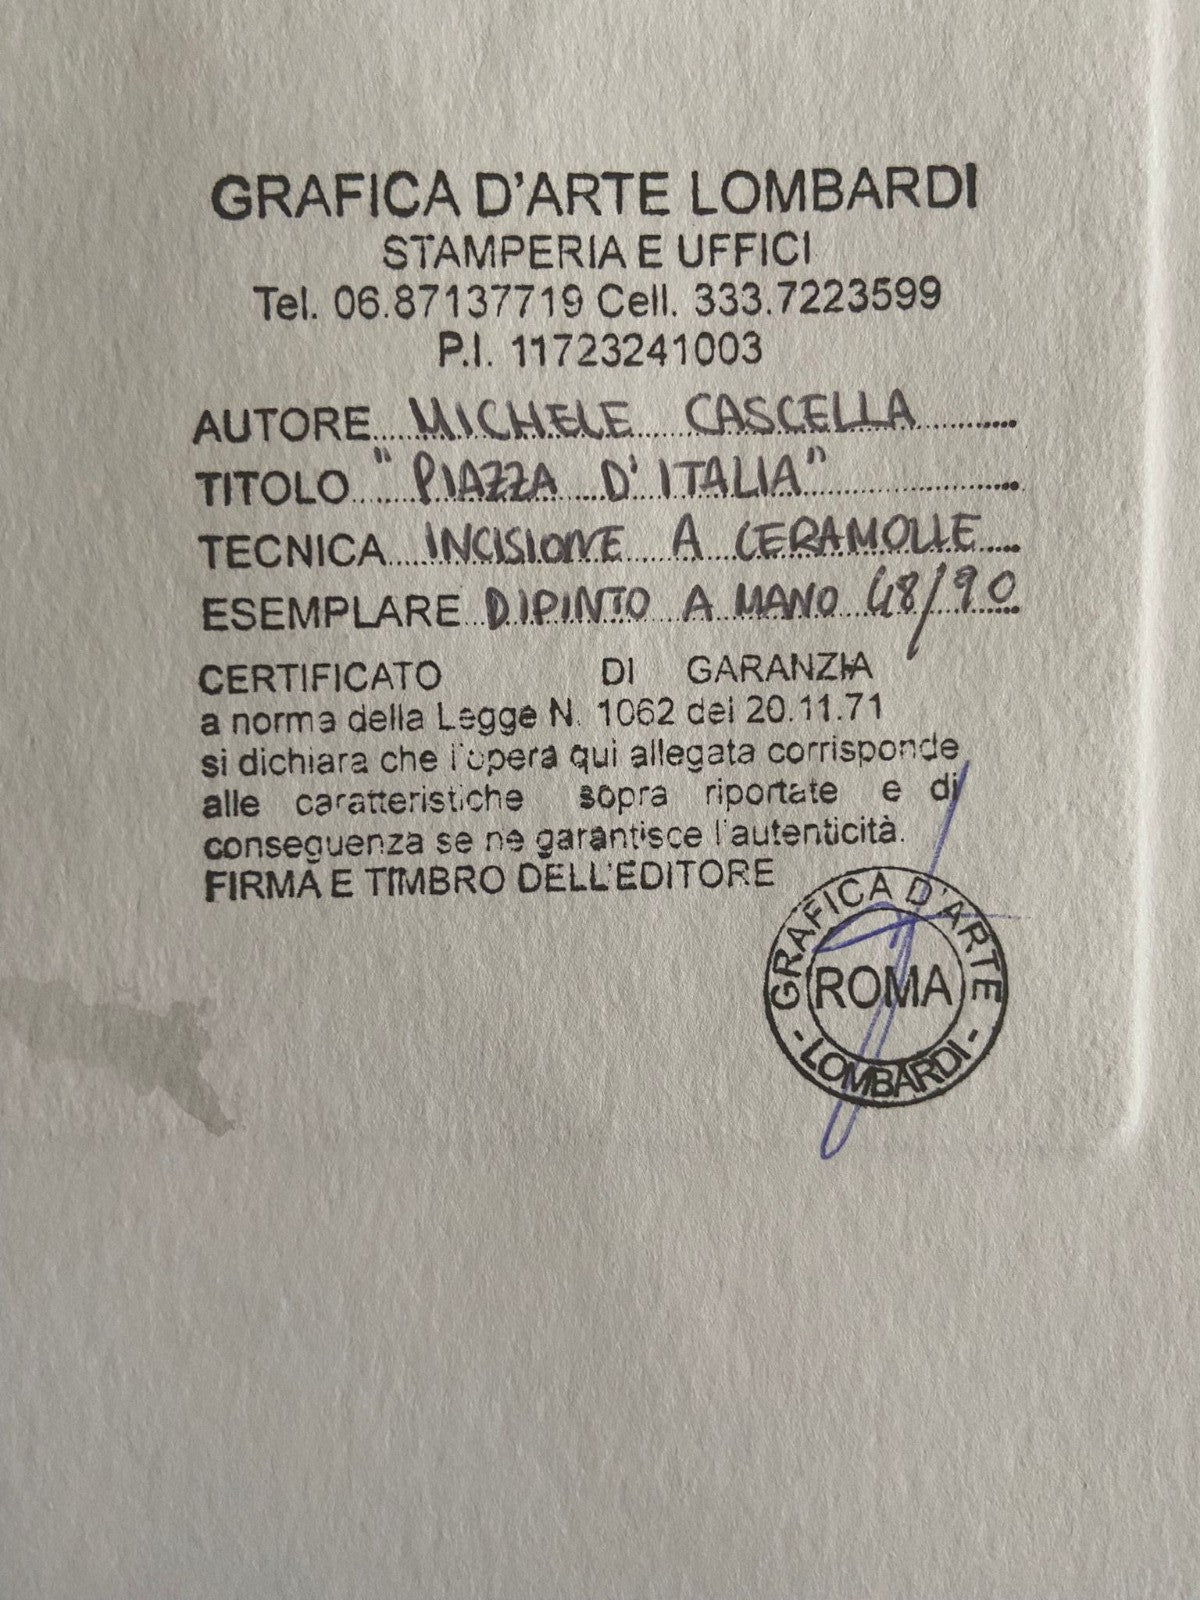 GRAFICA D'ARTE LOMBARDI
STAMPERIA E UFFICI
Tel. 06.87137719 Cell. 333.7223599
P.I. 11723241003
AUTORE MICHELE CASCELLA
TITOLO "PIAZZA D'ITALIA"
TECNICA INCISIONE A CERAMOLLE
ESEMPLARE DIPINTO A MANO 48/90
CERTIFICATO DI GARANZIA
a norma della Legge N. 1062 del 20.11.71
si dichiara che l'opera qui allegata corrisponde
alle caratteristiche sopra riportate e di
conseguenza se ne garantisce l'autenticità.
FIRMA E TIMBRO DELL'EDITORE
GRAFICA D'ARTE
ROMA
- LOMBARDI -